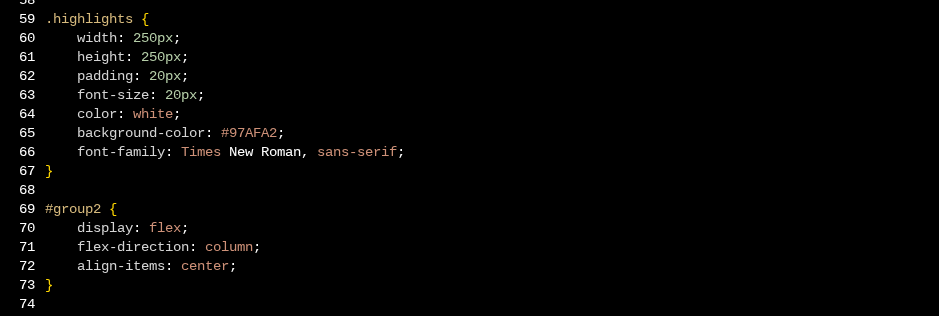 58
59 .highlights {
60     width: 250px;
61     height: 250px;
62     padding: 20px;
63     font-size: 20px;
64     color: white;
65     background-color: #97AFA2;
66     font-family: Times New Roman, sans-serif;
67 }
68
69 #group2 {
70     display: flex;
71     flex-direction: column;
72     align-items: center;
73 }
74